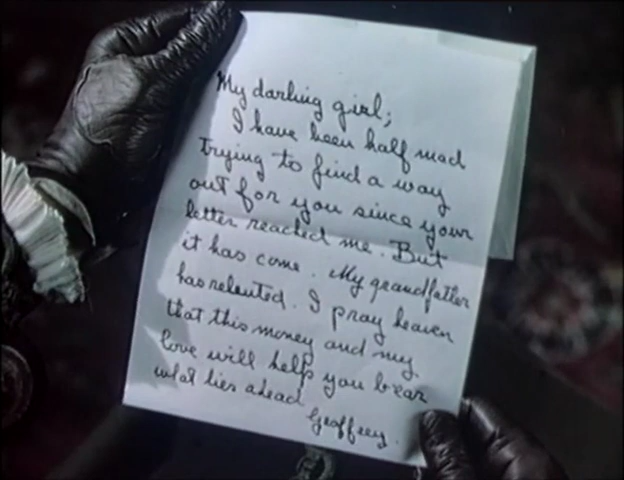 My darling girl;
I have been half mad
trying to find a way
out for you since your
letter reached me. But
it has come. My grandfather
has relented. I pray heaven
that this money and my
love will help you bear
what lies ahead
Geoffrey.